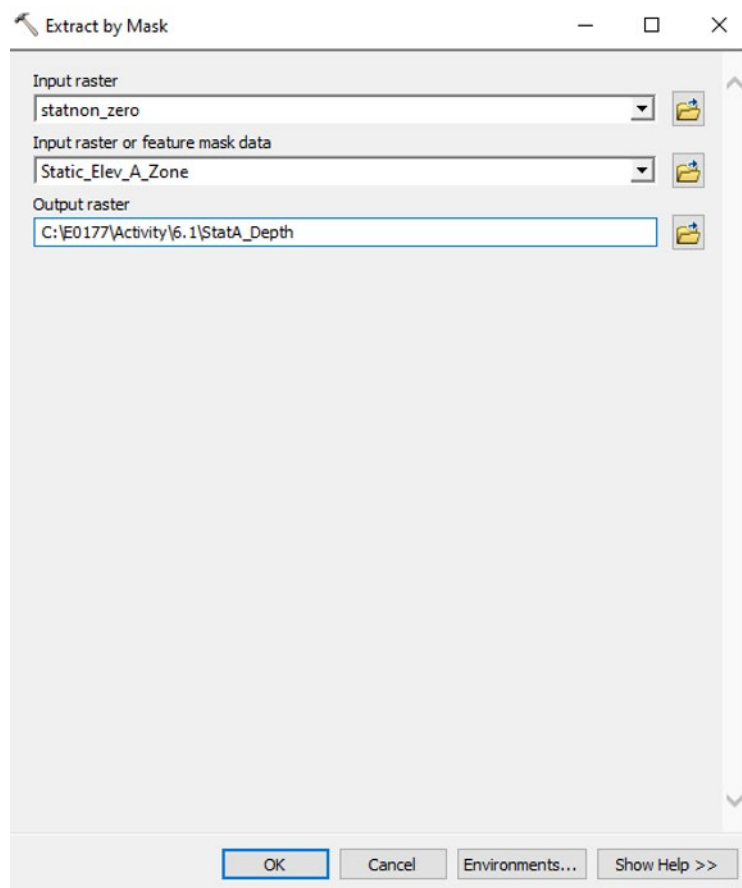 Extract by Mask
Input raster
statnon_zero
Input raster or feature mask data
Static_Elev_A_Zone
Output raster
C:\E0177\Activity\6.1\StatA_Depth
OK Cancel Environments... Show Help >>